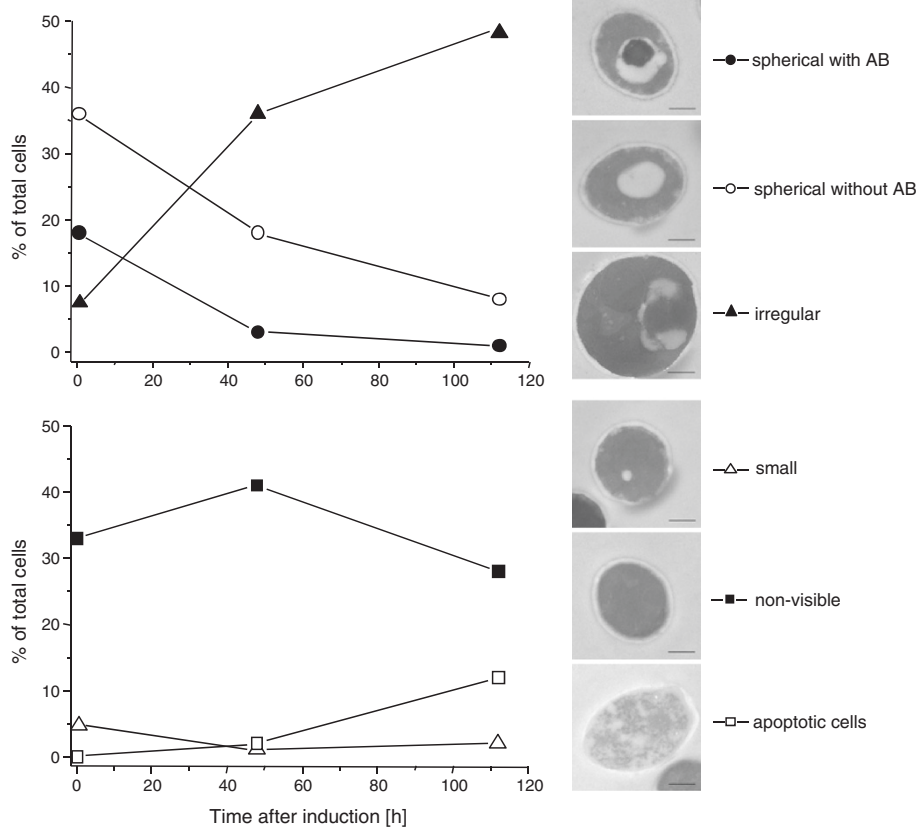 50
40
30
20
10
0
% of total cells
0 20 40 60 80 100 120
spherical with AB
spherical without AB
irregular
50
40
30
20
10
0
% of total cells
0 20 40 60 80 100 120
Time after induction [h]
small
non-visible
apoptotic cells